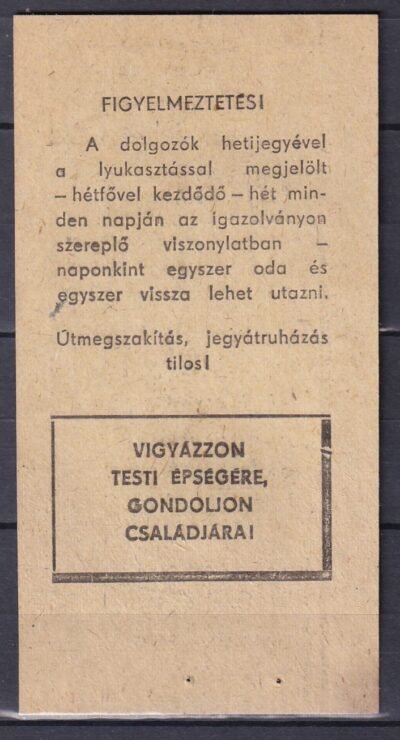 FIGYELMEZTETÉS!
A dolgozók hetijegyével
a lyukasztással megjelölt
– hétfővel kezdődő – hét min-
den napján az igazolványon
szereplő viszonylatban –
naponkint egyszer oda és
egyszer vissza lehet utazni.
Útmegszakítás, jegyátruházás
tilos!
VIGYÁZZON
TESTI ÉPSÉGÉRE,
GONDOLJON
CSALÁDJÁRA!